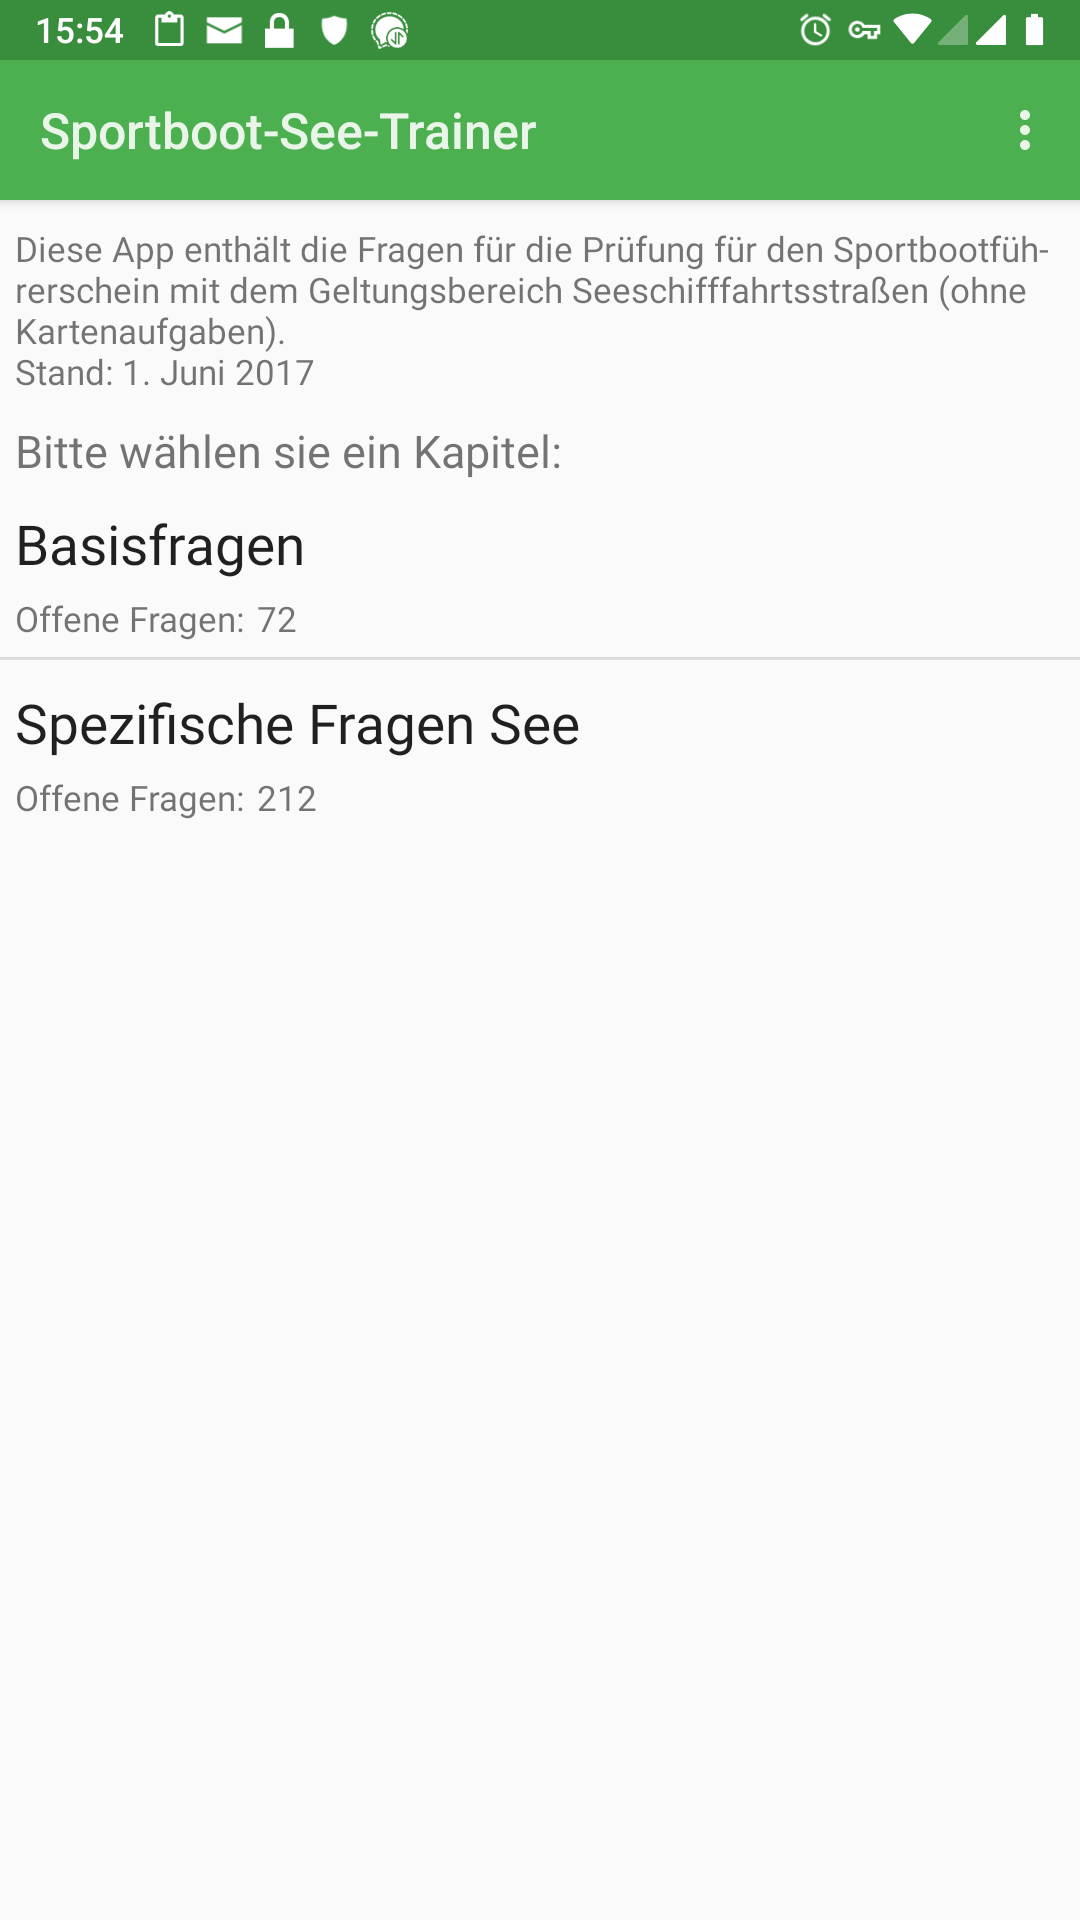 15:54
Sportboot-See-Trainer
Diese App enthält die Fragen für die Prüfung für den Sportbootfüh-
rerschein mit dem Geltungsbereich Seeschifffahrtsstraßen (ohne
Kartenaufgaben).
Stand: 1. Juni 2017
Bitte wählen sie ein Kapitel:
Basisfragen
Offene Fragen: 72
Spezifische Fragen See
Offene Fragen: 212